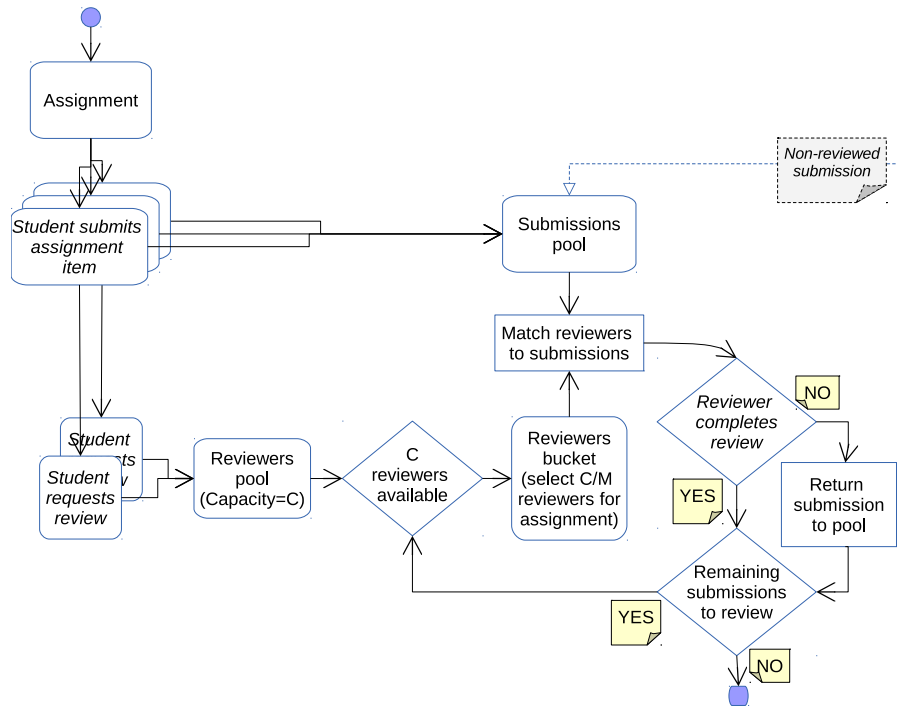 Assignment
Non-reviewed
submission
Student submits
assignment
item
Submissions
pool
Match reviewers
to submissions
NO
Reviewer
completes
review
Student
Student
requests
review
Reviewers
pool
(Capacity=C)
C
reviewers
available
Reviewers
bucket
(select C/M
reviewers for
assignment)
YES
Return
submission
to pool
Remaining
submissions
to review
YES
NO